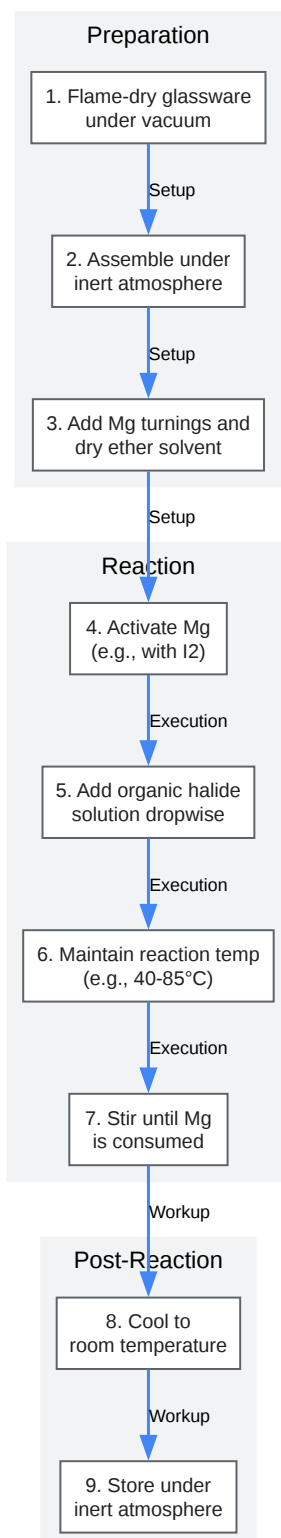 Preparation
1. Flame-dry glassware
under vacuum
Setup
2. Assemble under
inert atmosphere
Setup
3. Add Mg turnings and
dry ether solvent
Setup
Reaction
4. Activate Mg
(e.g., with I2)
Execution
5. Add organic halide
solution dropwise
Execution
6. Maintain reaction temp
(e.g., 40-85°C)
Execution
7. Stir until Mg
is consumed
Workup
Post-Reaction
8. Cool to
room temperature
Workup
9. Store under
inert atmosphere